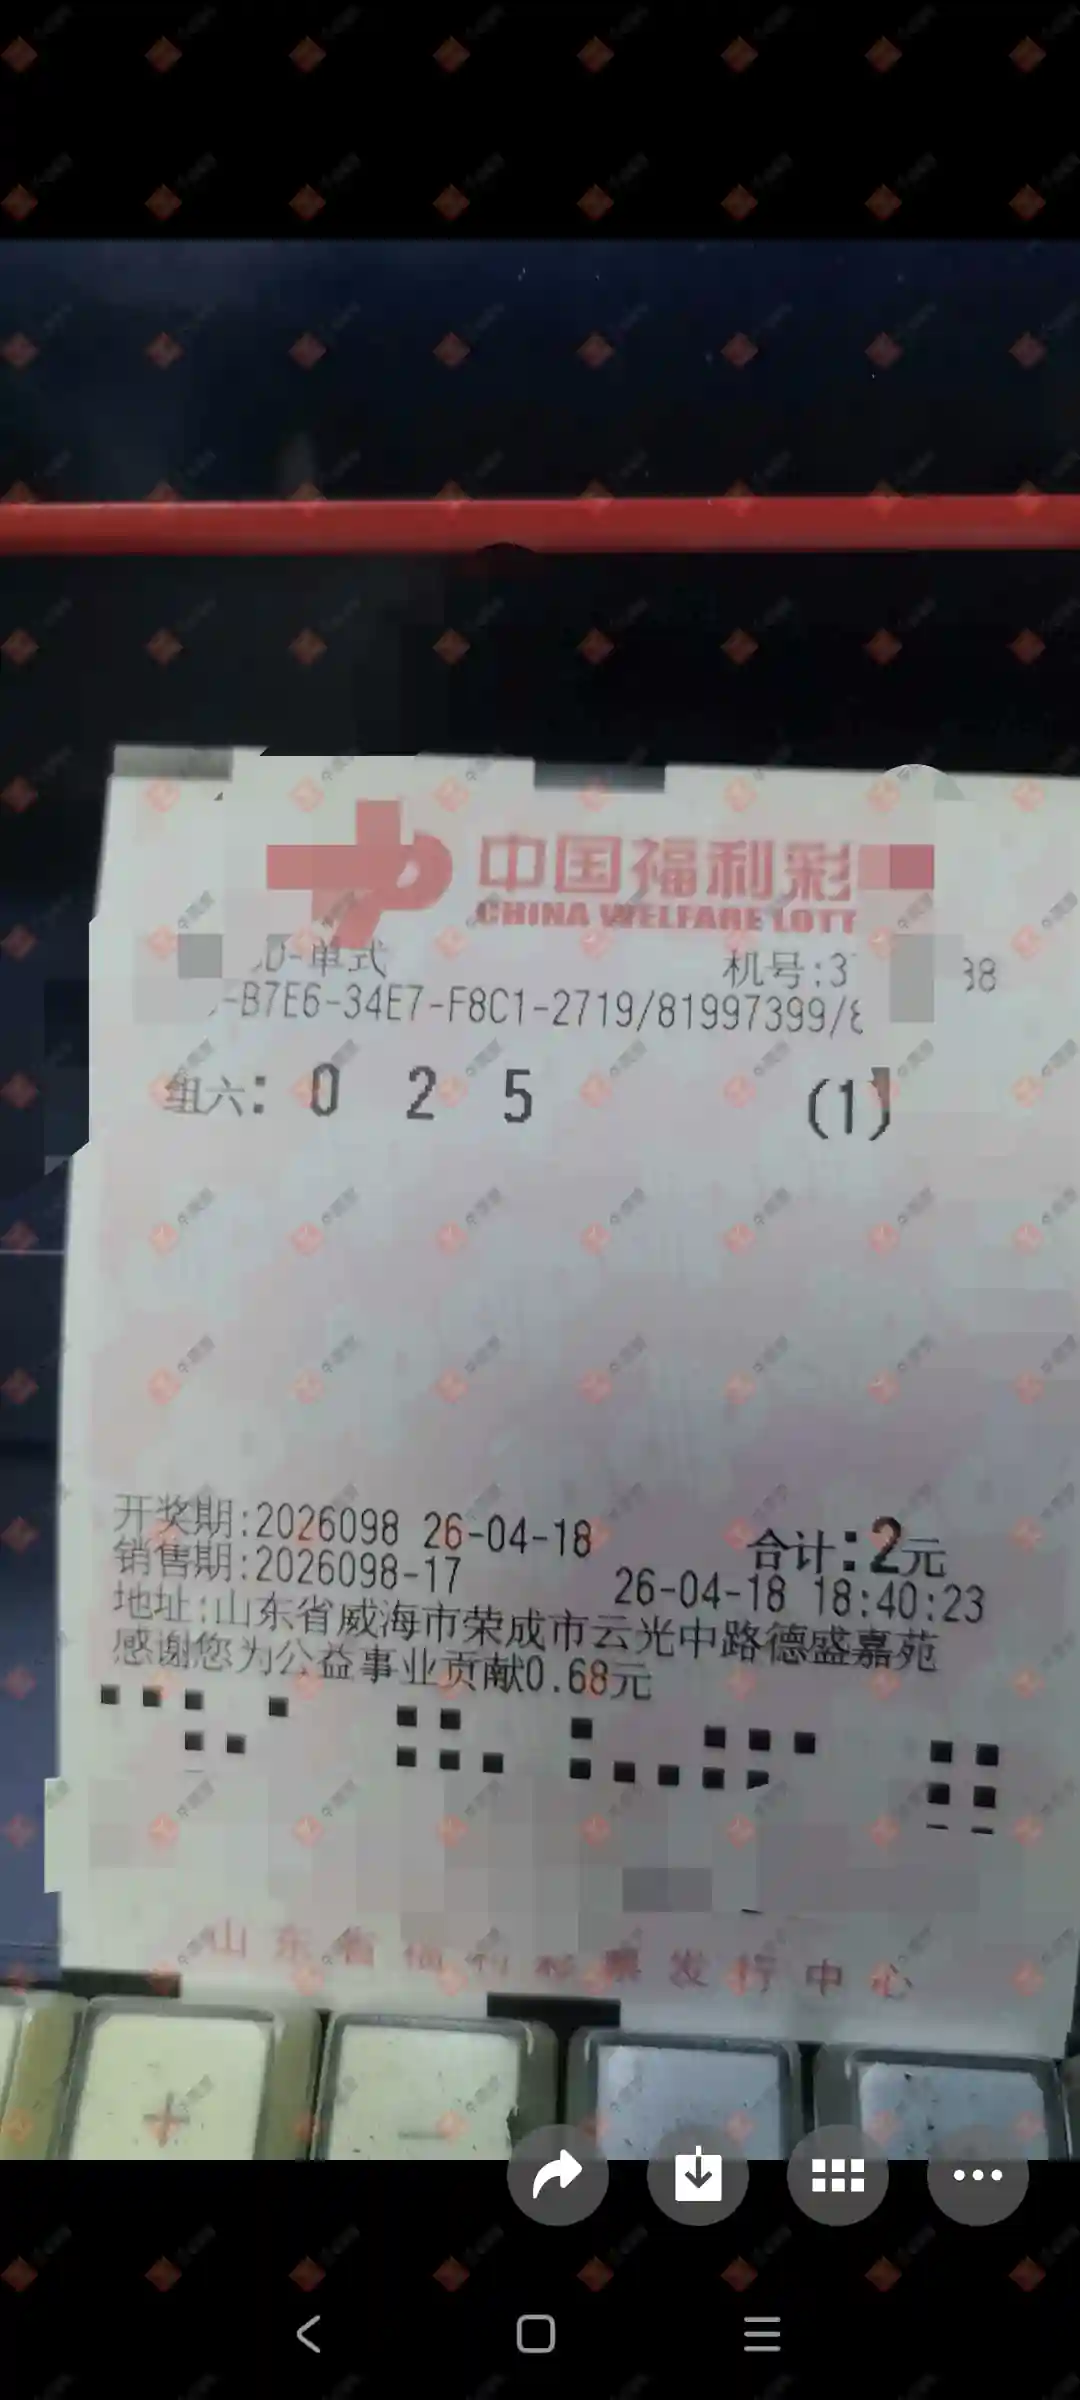 中国福利彩
CHINA WELFARE LOTT
D-单式 机号:3 38
-B7E6-34E7-F8C1-2719/81997399/
组六: 0 2 5 (1)
开奖期:2026098 26-04-18 合计:2元
销售期:2026098-17 26-04-18 18:40:23
地址:山东省威海市荣成市云光中路德盛嘉苑
感谢您为公益事业贡献0.68元
山东省福利彩票发行中心
+ −